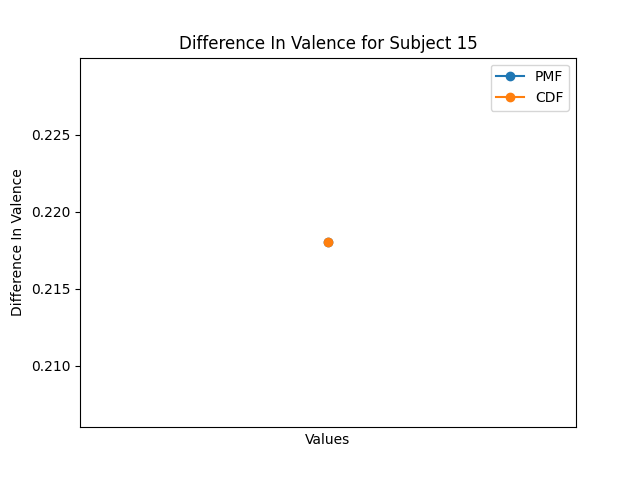 Difference In Valence for Subject 15
PMF
CDF
0.225
0.220
0.215
0.210
Difference In Valence
Values